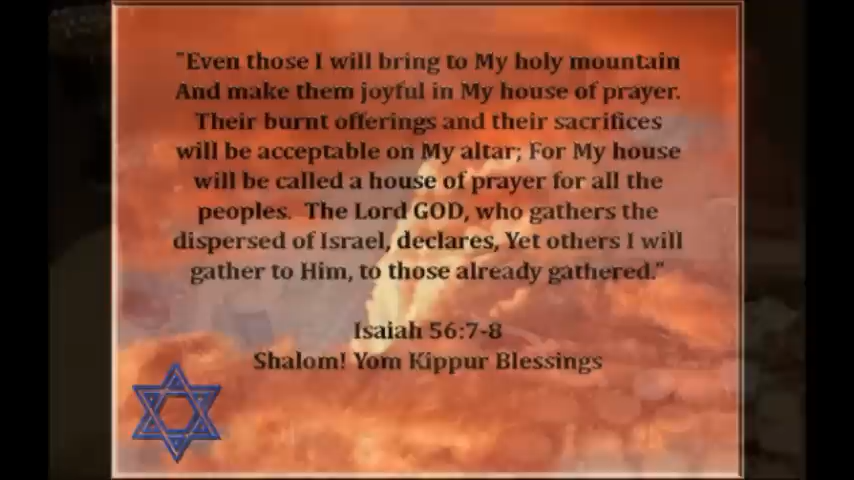 "Even those I will bring to My holy mountain
And make them joyful in My house of prayer.
Their burnt offerings and their sacrifices
will be acceptable on My altar; For My house
will be called a house of prayer for all the
peoples.  The Lord GOD, who gathers the
dispersed of Israel, declares, Yet others I will
gather to Him, to those already gathered."
Isaiah 56:7-8
Shalom! Yom Kippur Blessings